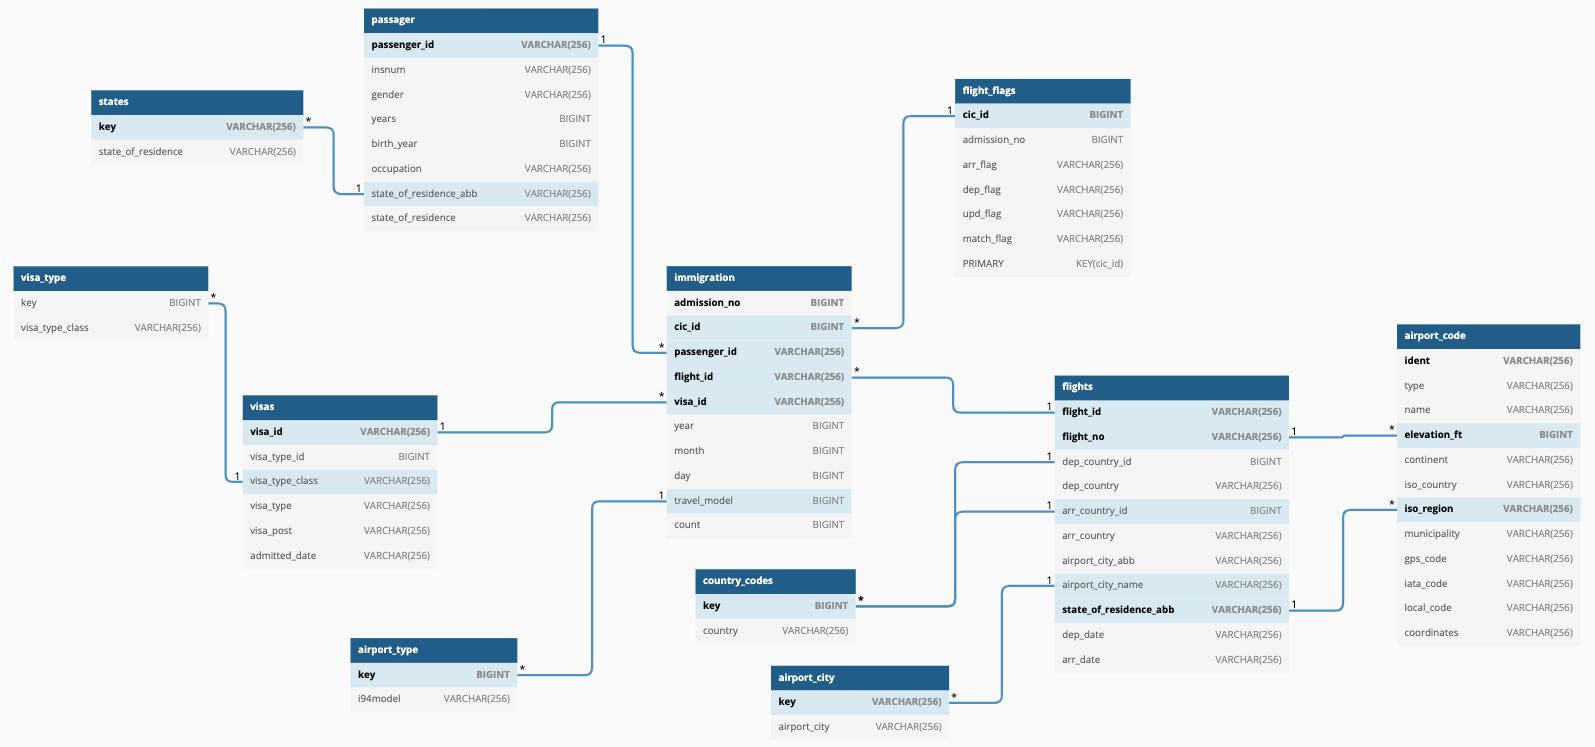 passager
passenger_id VARCHAR(256)
insnum VARCHAR(256)
gender VARCHAR(256)
years BIGINT
birth_year BIGINT
occupation VARCHAR(256)
state_of_residence_abb VARCHAR(256)
state_of_residence VARCHAR(256)
1
states
key VARCHAR(256)
state_of_residence VARCHAR(256)
*
1
flight_flags
cic_id BIGINT
admission_no BIGINT
arr_flag VARCHAR(256)
dep_flag VARCHAR(256)
upd_flag VARCHAR(256)
match_flag VARCHAR(256)
PRIMARY KEY(cic_id)
1
visa_type
key BIGINT
visa_type_class VARCHAR(256)
*
immigration
admission_no BIGINT
cic_id BIGINT
passenger_id VARCHAR(256)
flight_id VARCHAR(256)
visa_id VARCHAR(256)
year BIGINT
month BIGINT
day BIGINT
travel_model BIGINT
count BIGINT
*
*
*
*
1
visas
visa_id VARCHAR(256)
visa_type_id BIGINT
visa_type_class VARCHAR(256)
visa_type VARCHAR(256)
visa_post VARCHAR(256)
admitted_date VARCHAR(256)
1
1
flights
flight_id VARCHAR(256)
flight_no VARCHAR(256)
dep_country_id BIGINT
dep_country VARCHAR(256)
arr_country_id BIGINT
arr_country VARCHAR(256)
airport_city_abb VARCHAR(256)
airport_city_name VARCHAR(256)
state_of_residence_abb VARCHAR(256)
dep_date VARCHAR(256)
arr_date VARCHAR(256)
1
1
1
1
1
1
airport_code
ident VARCHAR(256)
type VARCHAR(256)
name VARCHAR(256)
elevation_ft BIGINT
continent VARCHAR(256)
iso_country VARCHAR(256)
iso_region VARCHAR(256)
municipality VARCHAR(256)
gps_code VARCHAR(256)
iata_code VARCHAR(256)
local_code VARCHAR(256)
coordinates VARCHAR(256)
*
*
country_codes
key BIGINT
country VARCHAR(256)
*
airport_type
key BIGINT
i94model VARCHAR(256)
*
airport_city
key VARCHAR(256)
airport_city VARCHAR(256)
*